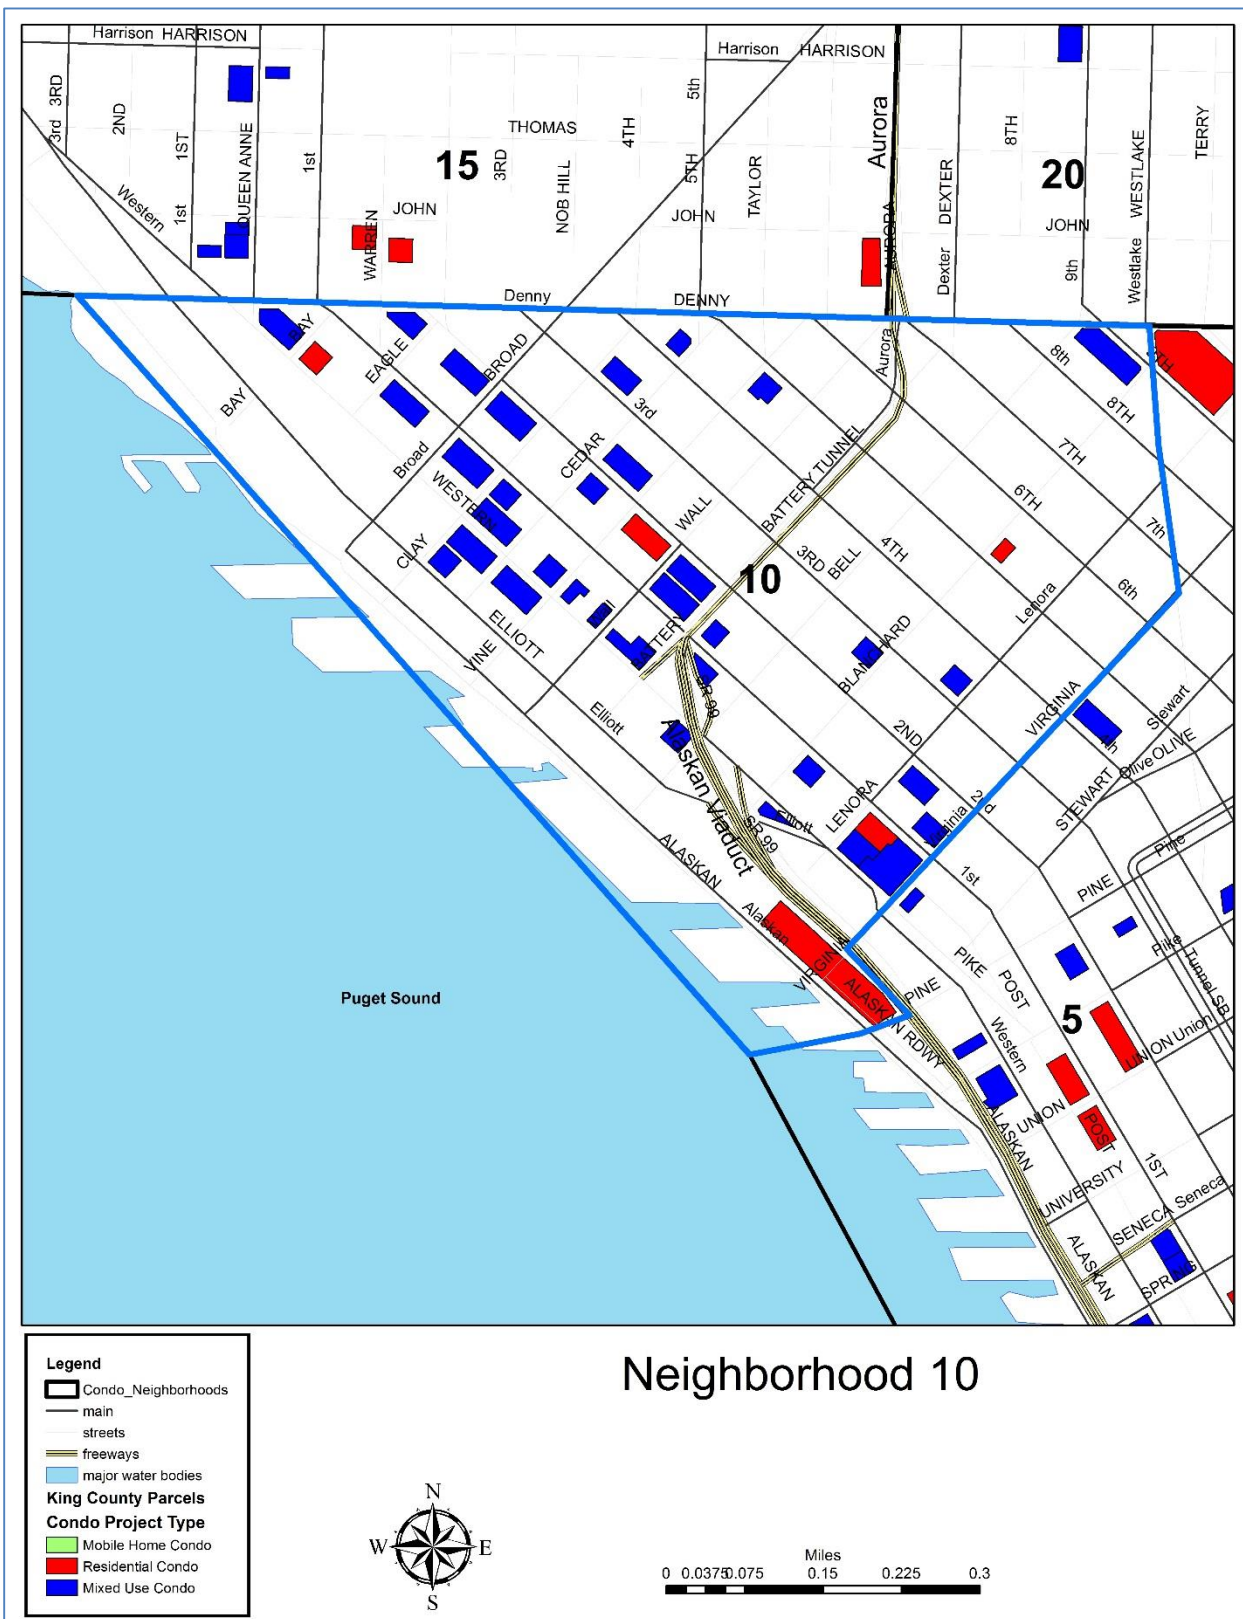 Harrison HARRISON
Harrison HARRISON
3RD
3rd
2ND
1ST
1st
QUEEN ANNE
1st
THOMAS
15
3RD
NOB HILL
4TH
5th
5TH
TAYLOR
Aurora
AURORA
DEXTER
Dexter
8TH
20
WESTLAKE
Westlake
TERRY
Western
WARREN
JOHN
JOHN
JOHN
9th
Denny
DENNY
BAY
BAY
EAGLE
BROAD
Broad
3rd
Aurora
8th
8TH
7TH
7th
6TH
6th
CEDAR
WESTERN
CLAY
WALL
BATTERY TUNNEL
3RD
BELL
4TH
10
Lenora
ELLIOTT
VINE
BATTERY
BLANCHARD
VIRGINIA
Stewart
4th
Olive OLIVE
STEWART
Elliott
SR 99
Alaskan Viaduct
2ND
2nd
Virginia
LENORA
Elliott
SR 99
1st
ALASKAN
Alaskan
VIRGINIA
ALASKAN RDWY
PINE
PIKE
POST
PINE
Pine
Pike
Tunnel SB
Puget Sound
5
Western
UNION Union
UNION
POST
ALASKAN
1ST
UNIVERSITY
SENECA Seneca
ALASKAN
SPRING
Neighborhood 10
Legend
Condo_Neighborhoods
main
streets
freeways
major water bodies
King County Parcels
Condo Project Type
Mobile Home Condo
Residential Condo
Mixed Use Condo
N
W E
S
Miles
0 0.0375 0.075 0.15 0.225 0.3